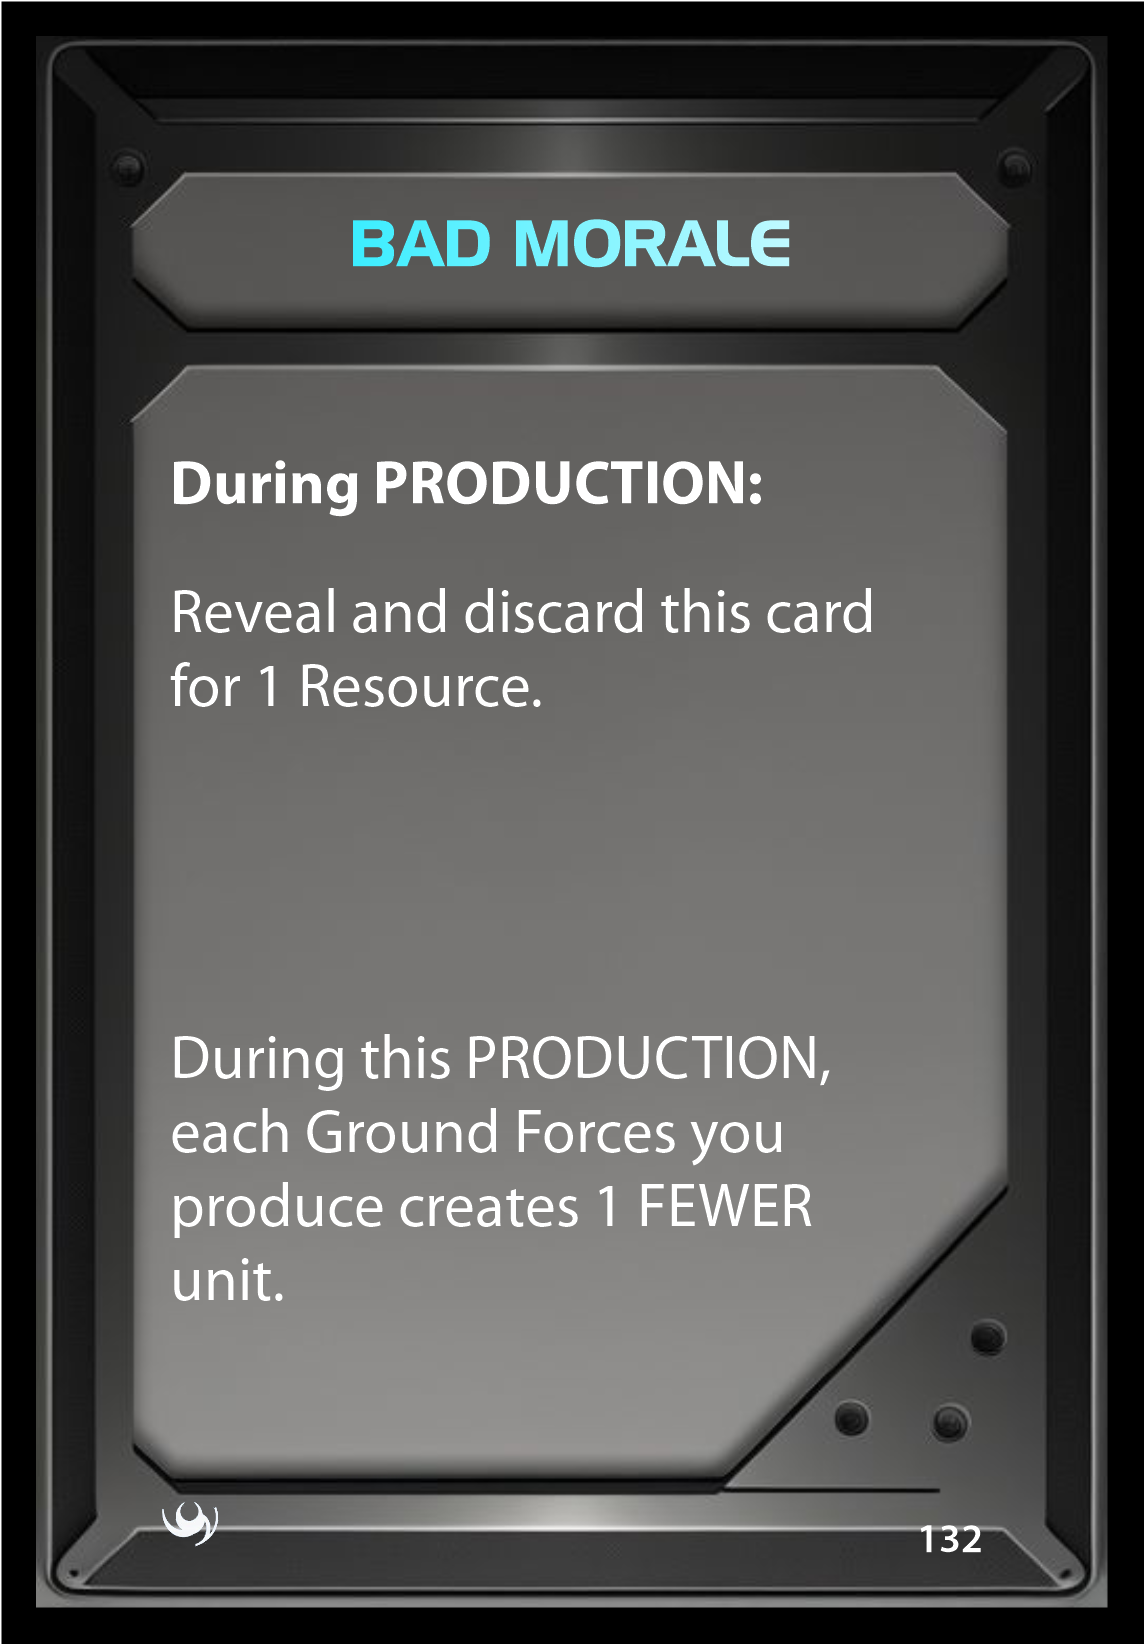 BAD MORALE
During PRODUCTION:
Reveal and discard this card
for 1 Resource.
During this PRODUCTION,
each Ground Forces you
produce creates 1 FEWER
unit.
132